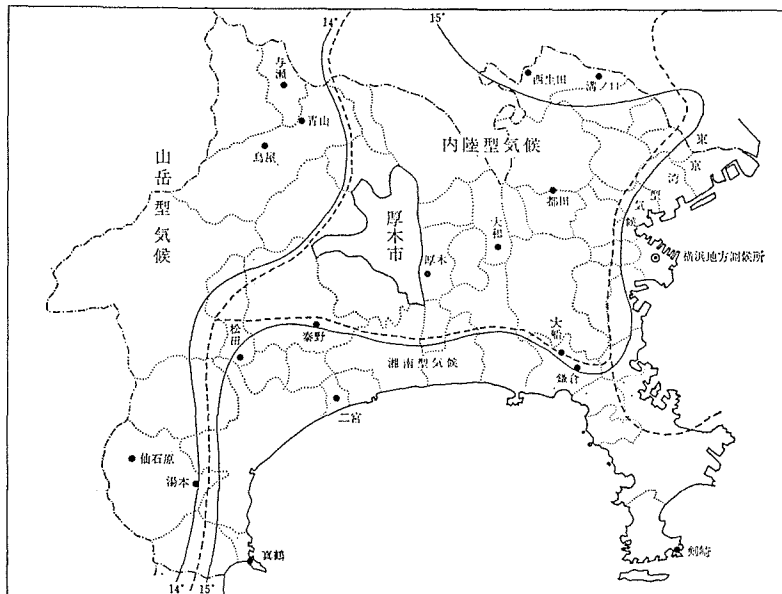 14°
15°
与瀬
青山
鳥屋
山岳型気候
内陸型気候
西生田
溝ノ口
東京湾型気候
都田
大和
厚木市
厚木
横浜地方測候所
松田
秦野
大船
鎌倉
湘南型気候
二宮
仙石原
湯本
真鶴
剣崎
14°
15°